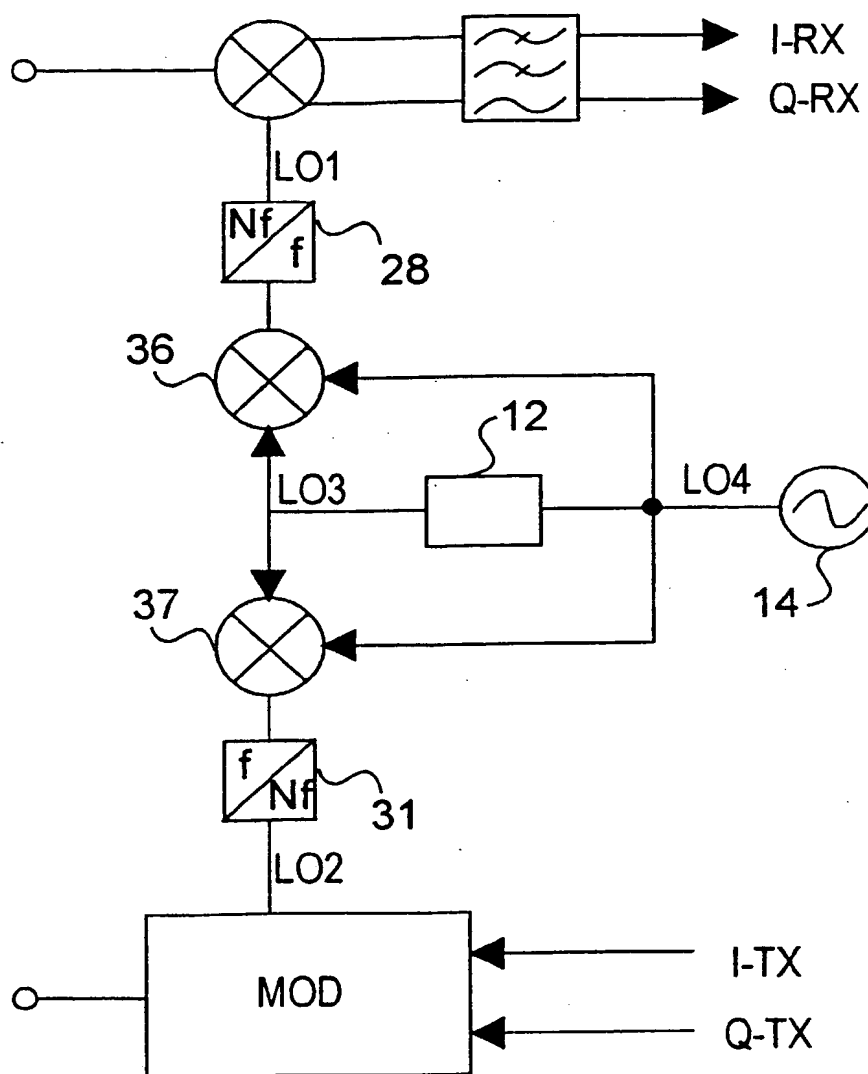 I-RX
Q-RX
LO1
Nf
f
28
36
12
LO3
LO4
14
37
f
Nf
31
LO2
MOD
I-TX
Q-TX